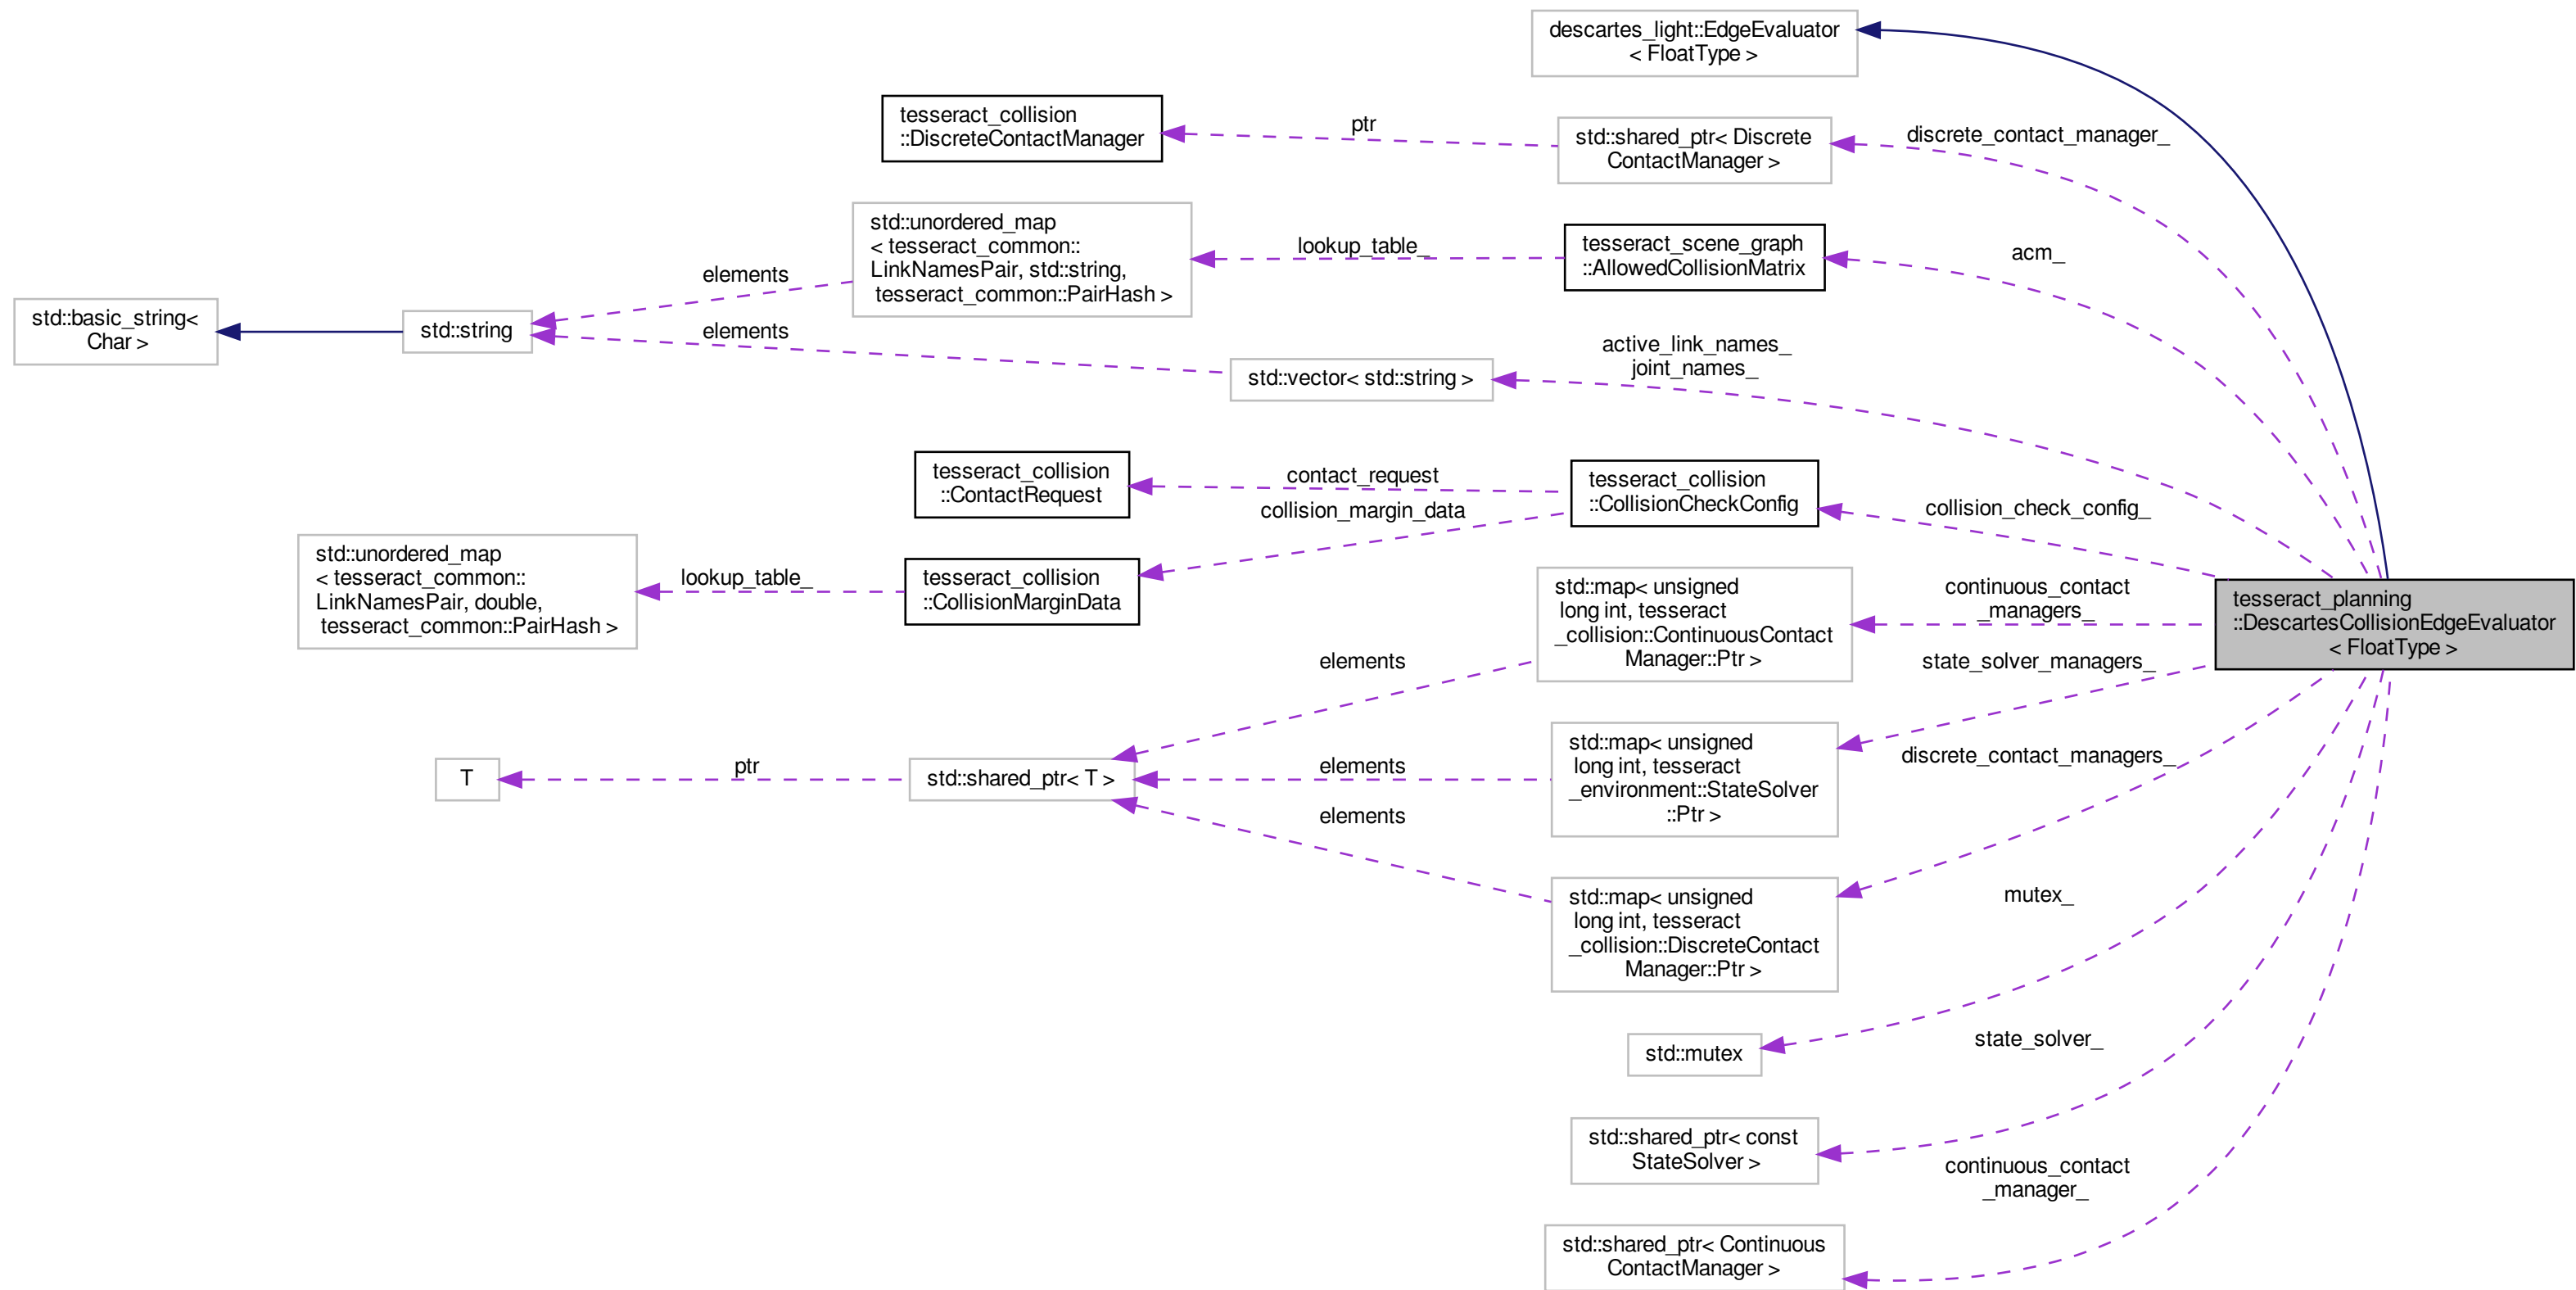 descartes_light::EdgeEvaluator
< FloatType >
tesseract_collision
::DiscreteContactManager
ptr
std::shared_ptr< Discrete
ContactManager >
discrete_contact_manager_
std::unordered_map
< tesseract_common::
LinkNamesPair, std::string,
tesseract_common::PairHash >
lookup_table_
tesseract_scene_graph
::AllowedCollisionMatrix
acm_
elements
std::basic_string<
Char >
std::string
elements
std::vector< std::string >
active_link_names_
joint_names_
tesseract_collision
::ContactRequest
contact_request
collision_margin_data
tesseract_collision
::CollisionCheckConfig
collision_check_config_
std::unordered_map
< tesseract_common::
LinkNamesPair, double,
tesseract_common::PairHash >
lookup_table_
tesseract_collision
::CollisionMarginData
std::map< unsigned
long int, tesseract
_collision::ContinuousContact
Manager::Ptr >
continuous_contact
_managers_
tesseract_planning
::DescartesCollisionEdgeEvaluator
< FloatType >
elements
state_solver_managers_
T
ptr
std::shared_ptr< T >
elements
std::map< unsigned
long int, tesseract
_environment::StateSolver
::Ptr >
discrete_contact_managers_
elements
std::map< unsigned
long int, tesseract
_collision::DiscreteContact
Manager::Ptr >
mutex_
std::mutex
state_solver_
std::shared_ptr< const
StateSolver >
continuous_contact
_manager_
std::shared_ptr< Continuous
ContactManager >